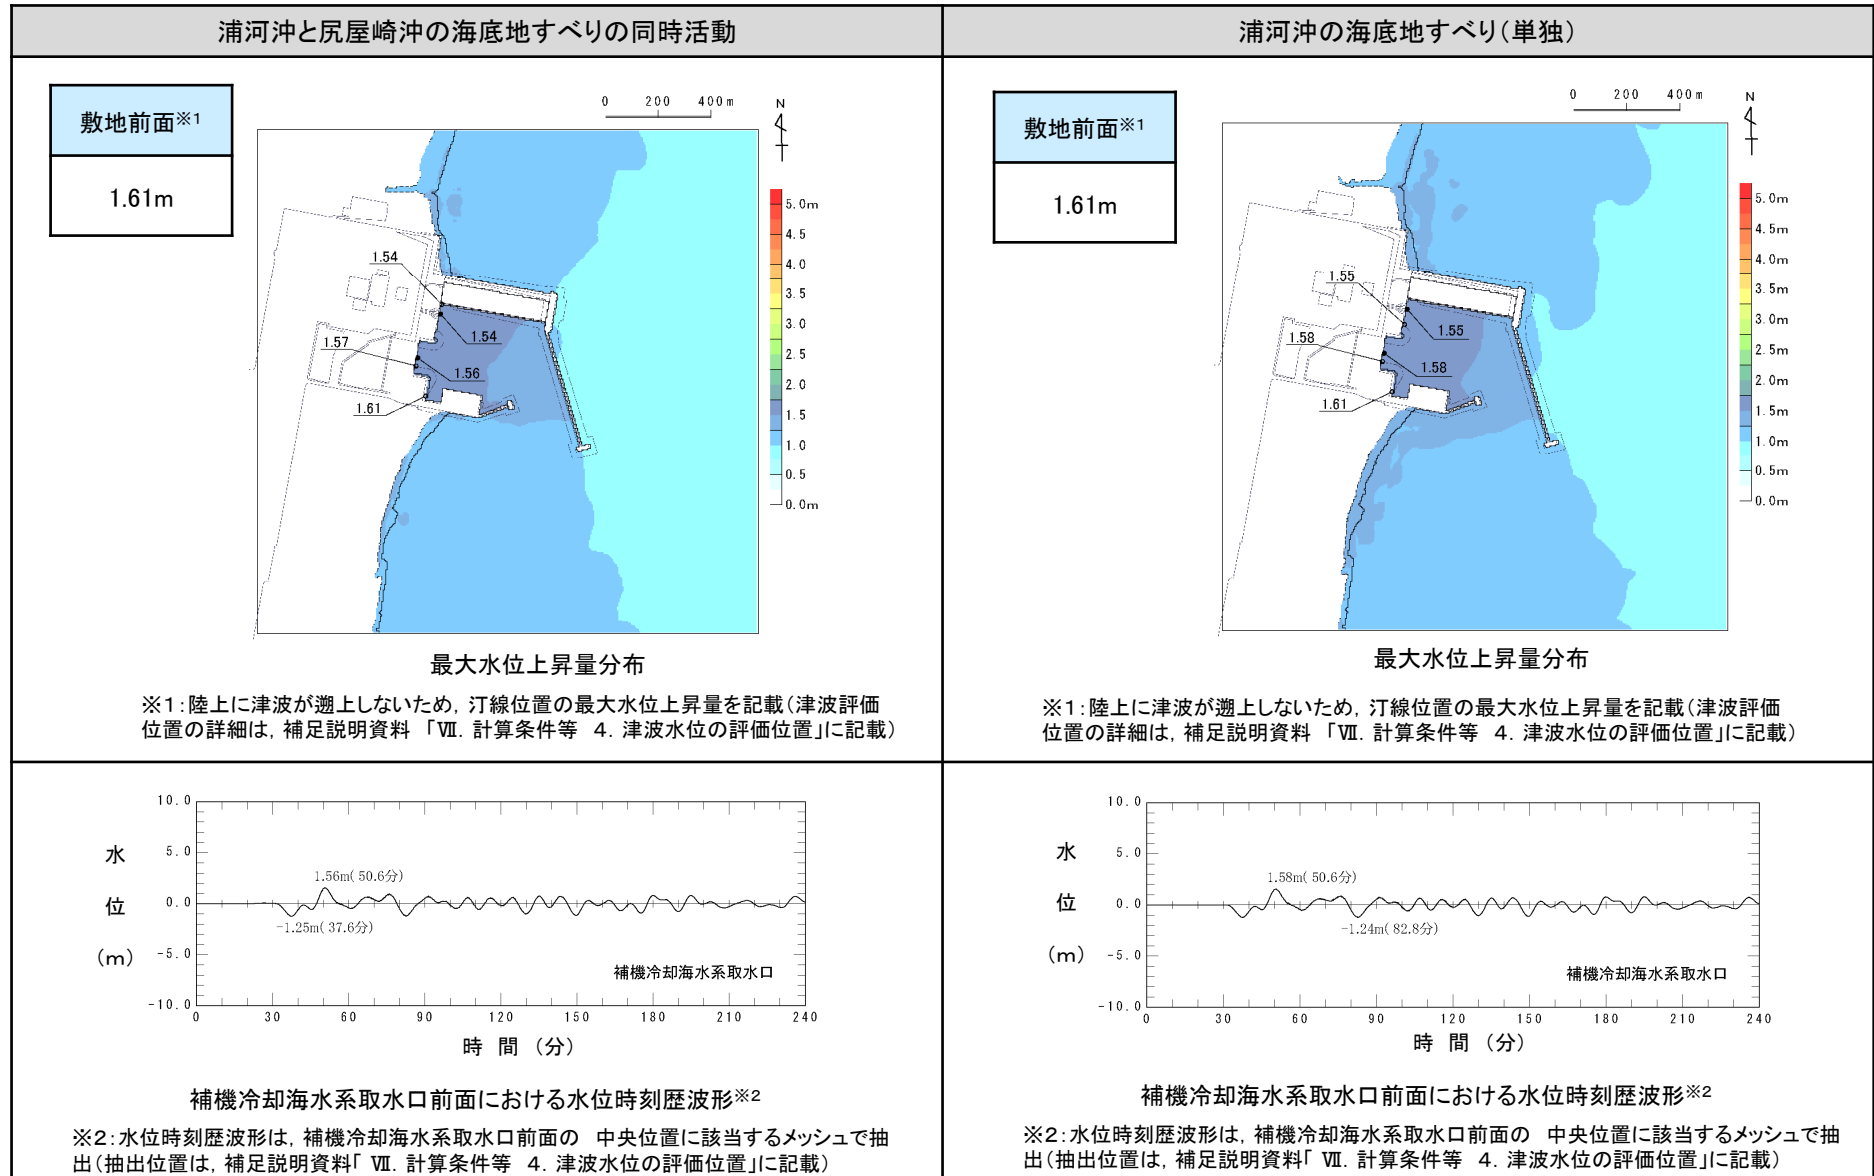 浦河沖と尻屋崎沖の海底地すべりの同時活動
敷地前面※1
1.61m
0 200 400m
N
5.0m
4.5
4.0
3.5
3.0
2.5
2.0
1.5
1.0
0.5
0.0m
1.54
1.54
1.57
1.56
1.61
最大水位上昇量分布
※1:陸上に津波が遡上しないため，汀線位置の最大水位上昇量を記載（津波評価
位置の詳細は，補足説明資料 「Ⅶ．計算条件等 4．津波水位の評価位置」に記載）
10.0
5.0
0.0
-5.0
-10.0
水
位
(m)
1.56m( 50.6分)
-1.25m( 37.6分)
補機冷却海水系取水口
0 30 60 90 120 150 180 210 240
時 間 (分)
補機冷却海水系取水口前面における水位時刻歴波形※2
※2:水位時刻歴波形は，補機冷却海水系取水口前面の 中央位置に該当するメッシュで抽
出（抽出位置は，補足説明資料「 Ⅶ．計算条件等 4．津波水位の評価位置」に記載）
浦河沖の海底地すべり(単独)
敷地前面※1
1.61m
0 200 400m
N
5.0m
4.5m
4.0m
3.5m
3.0m
2.5m
2.0m
1.5m
1.0m
0.5m
0.0m
1.55
1.55
1.58
1.58
1.61
最大水位上昇量分布
※1:陸上に津波が遡上しないため，汀線位置の最大水位上昇量を記載（津波評価
位置の詳細は，補足説明資料 「Ⅶ．計算条件等 4．津波水位の評価位置」に記載）
10.0
5.0
0.0
-5.0
-10.0
水
位
(m)
1.58m( 50.6分)
-1.24m( 82.8分)
補機冷却海水系取水口
0 30 60 90 120 150 180 210 240
時 間 (分)
補機冷却海水系取水口前面における水位時刻歴波形※2
※2:水位時刻歴波形は，補機冷却海水系取水口前面の 中央位置に該当するメッシュで抽
出（抽出位置は，補足説明資料「 Ⅶ．計算条件等 4．津波水位の評価位置」に記載）